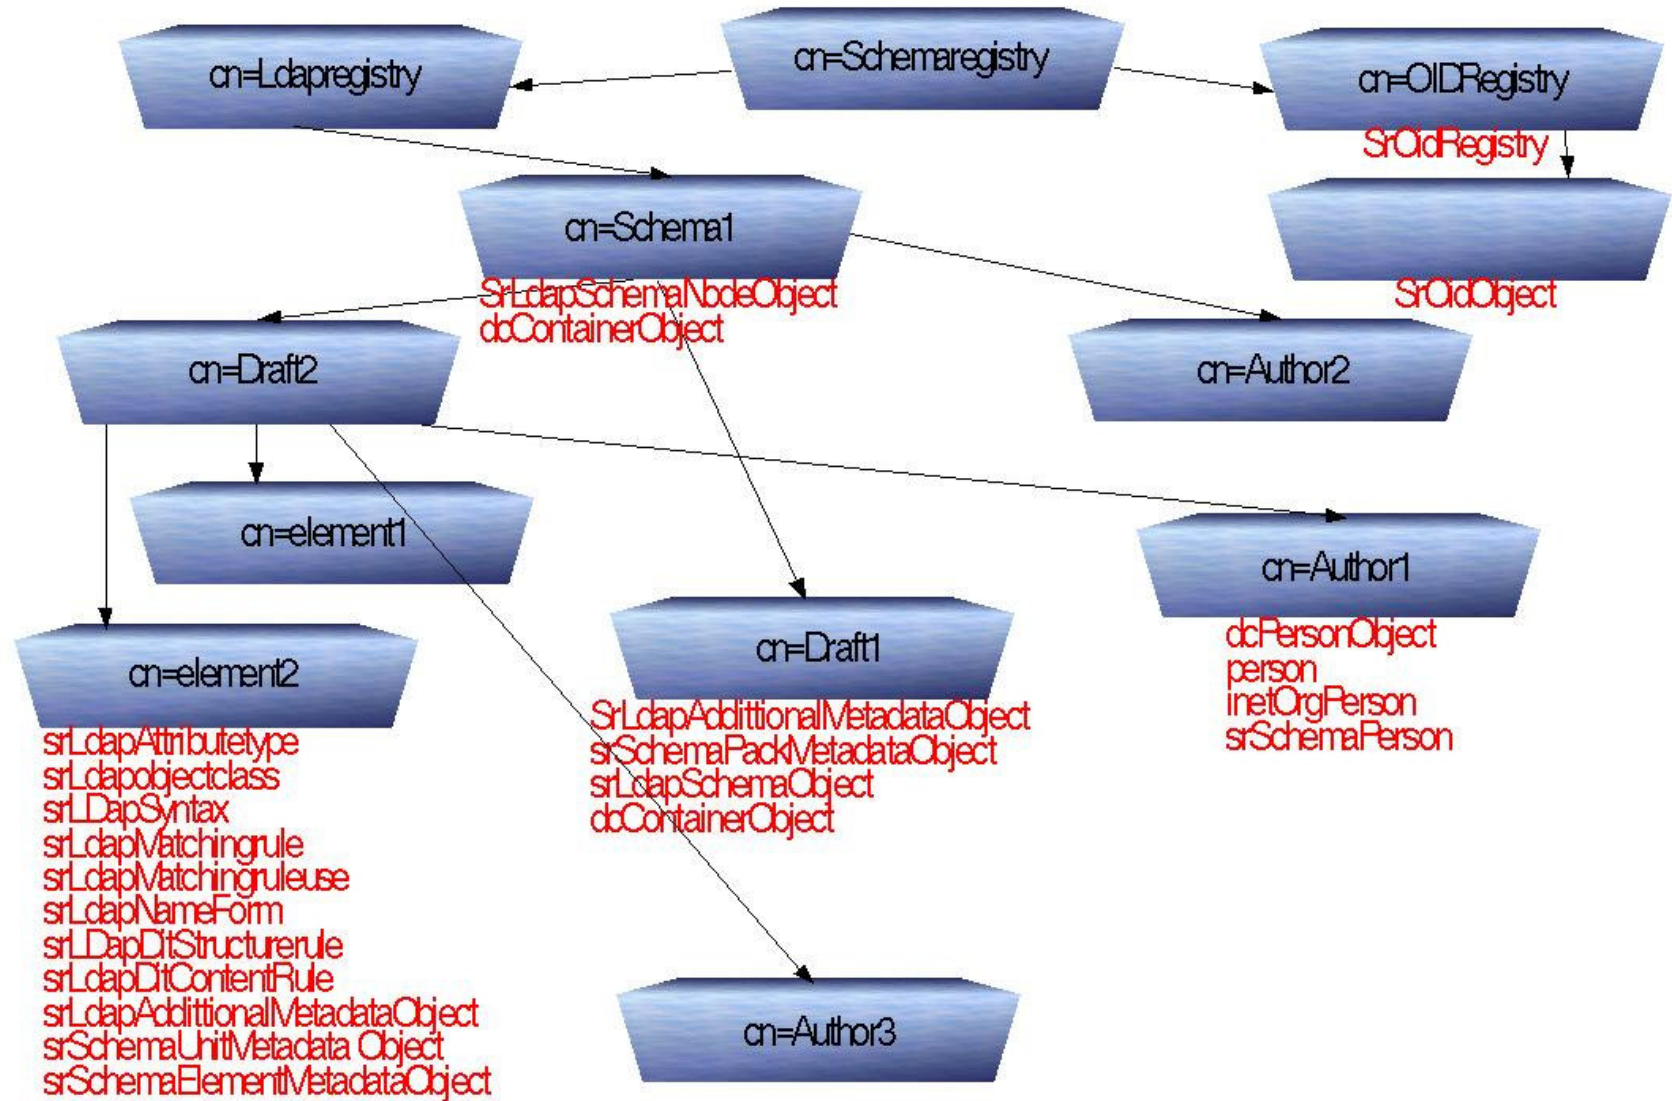 cn=Ldapregistry
cn=Schemaregistry
cn=OIDRegistry
SrOidRegistry
cn=Schema1
SrLdapSchemaNodeObject
dcContainerObject
SrOidObject
cn=Draft2
cn=Author2
cn=element1
cn=Author1
dcPersonObject
person
inetOrgPerson
srSchemaPerson
cn=Draft1
SrLdapAddittionalMetadataObject
srSchemaPackMetadataObject
srLdapSchemaObject
dcContainerObject
cn=element2
srLdapAttributetype
srLdapobjectclass
srLDapSyntax
srLdapMatchingrule
srLdapMatchingruleuse
srLdapNameForm
srLDapDitStructurerule
srLdapDitContentRule
srLdapAddittionalMetadataObject
srSchemaUnitMetadata Object
srSchemaElementMetadataObject
cn=Author3